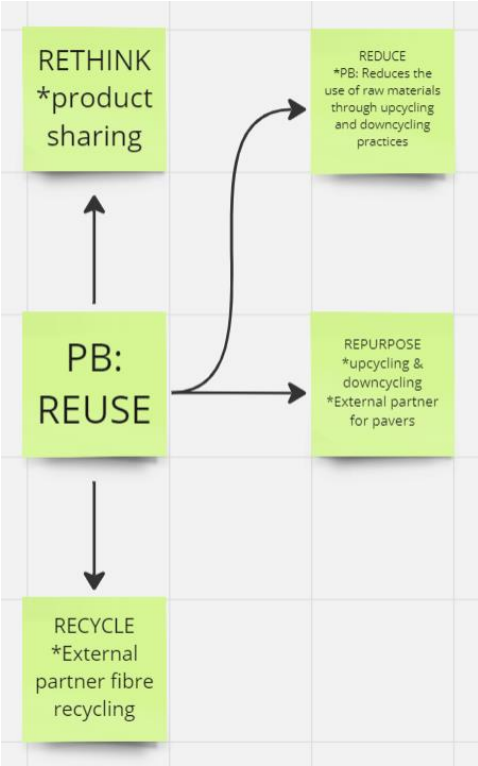 RETHINK
*product
sharing
REDUCE
*PB: Reduces the
use of raw materials
through upcycling
and downcycling
practices
PB:
REUSE
REPURPOSE
*upcycling &
downcycling
*External partner
for pavers
RECYCLE
*External
partner fibre
recycling